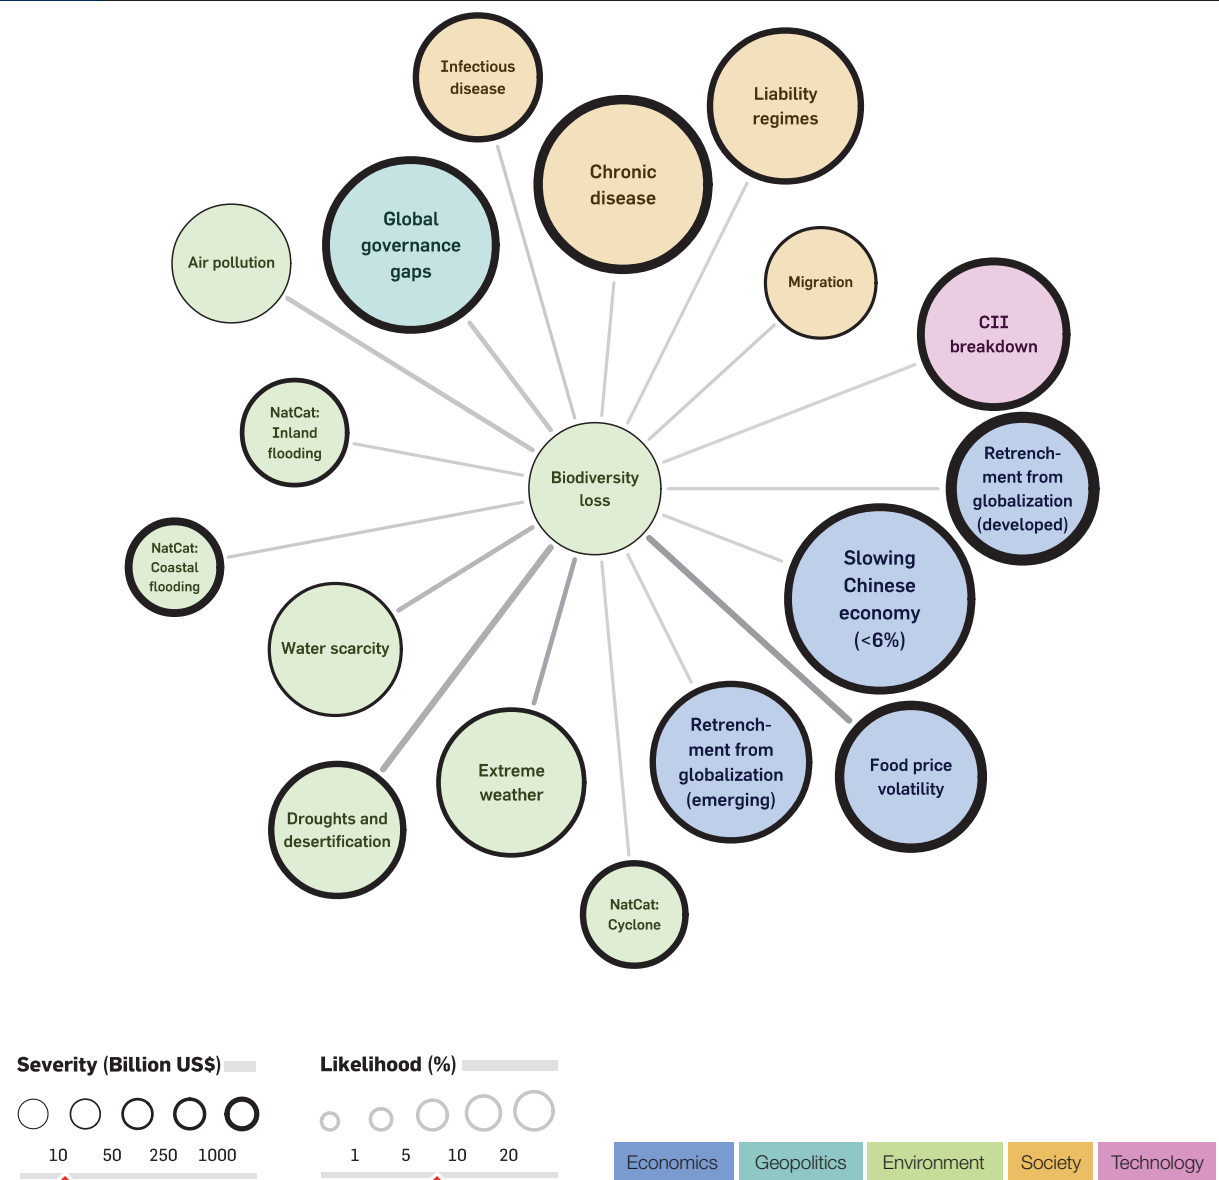 Infectious
disease
Liability
regimes
Chronic
disease
Global
governance
gaps
Air pollution
Migration
CII
breakdown
NatCat:
Inland
flooding
Biodiversity
loss
Retrench-
ment from
globalization
(developed)
NatCat:
Coastal
flooding
Slowing
Chinese
economy
(<6%)
Water scarcity
Retrench-
ment from
globalization
(emerging)
Food price
volatility
Extreme
weather
Droughts and
desertification
NatCat:
Cyclone
Severity (Billion US$)
10 50 250 1000
Likelihood (%)
1 5 10 20
Economics
Geopolitics
Environment
Society
Technology